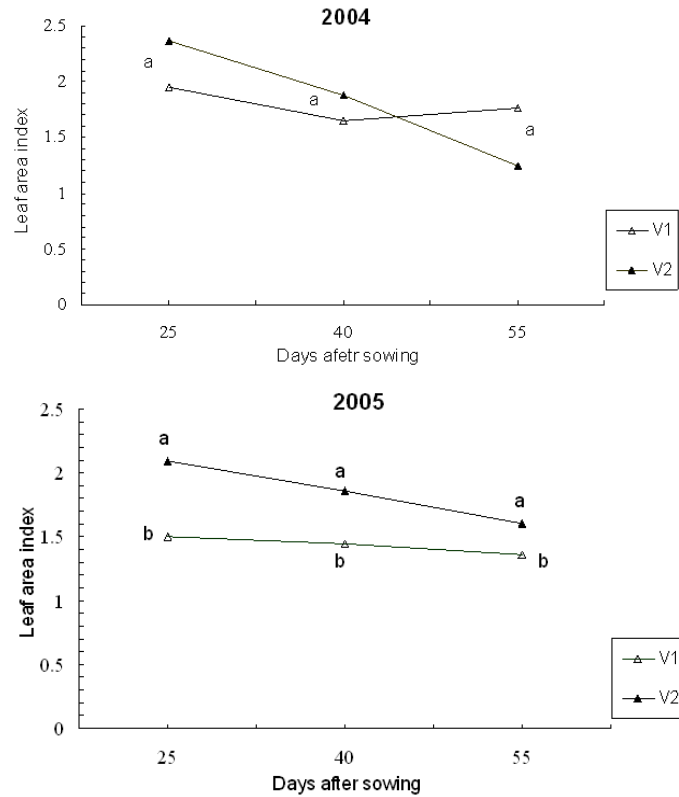 2004
2.5
a
2
a
1.5
a
1
0.5
0
Leaf area index
V1
V2
25 40 55
Days afetr sowing
2005
2.5
a
2
a
a
1.5
b
b
b
1
0.5
0
Leaf area index
V1
V2
25 40 55
Days after sowing